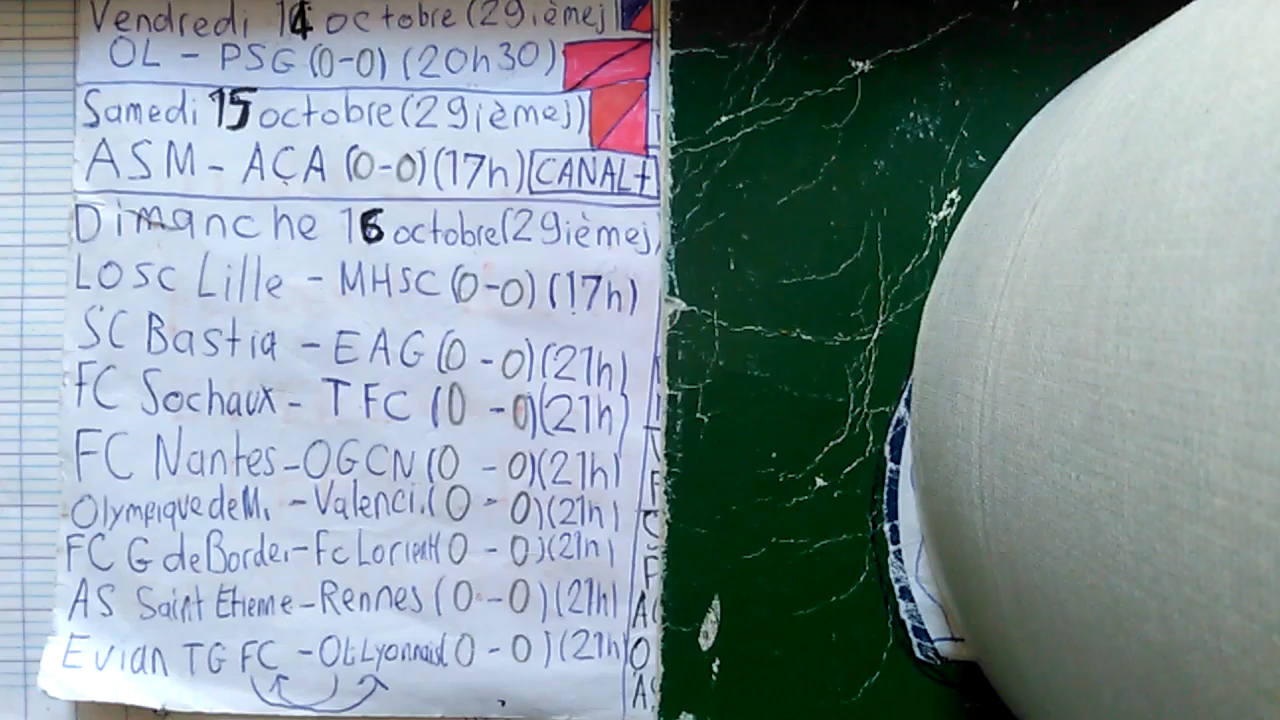 Vendredi 14 octobre (29ièmej)
OL - PSG (0-0) (20h30)
Samedi 15 octobre (29ièmej)
ASM - AÇA (0-0) (17h) CANAL+
Dimanche 16 octobre (29ièmej)
LOSC Lille - MHSC (0-0) (17h)
SC Bastia - EAG (0 - 0) (21h)
FC Sochaux - TFC (0 - 0) (21h)
FC Nantes - OGCN (0 - 0) (21h)
Olympique de M. - Valenci. (0 - 0) (21h)
FC G de Border. - Fc Lorient (0 - 0) (21h)
AS Saint Etienne - Rennes (0 - 0) (21h)
Evian TG FC - Ol.Lyonnais (0 - 0) (21h)